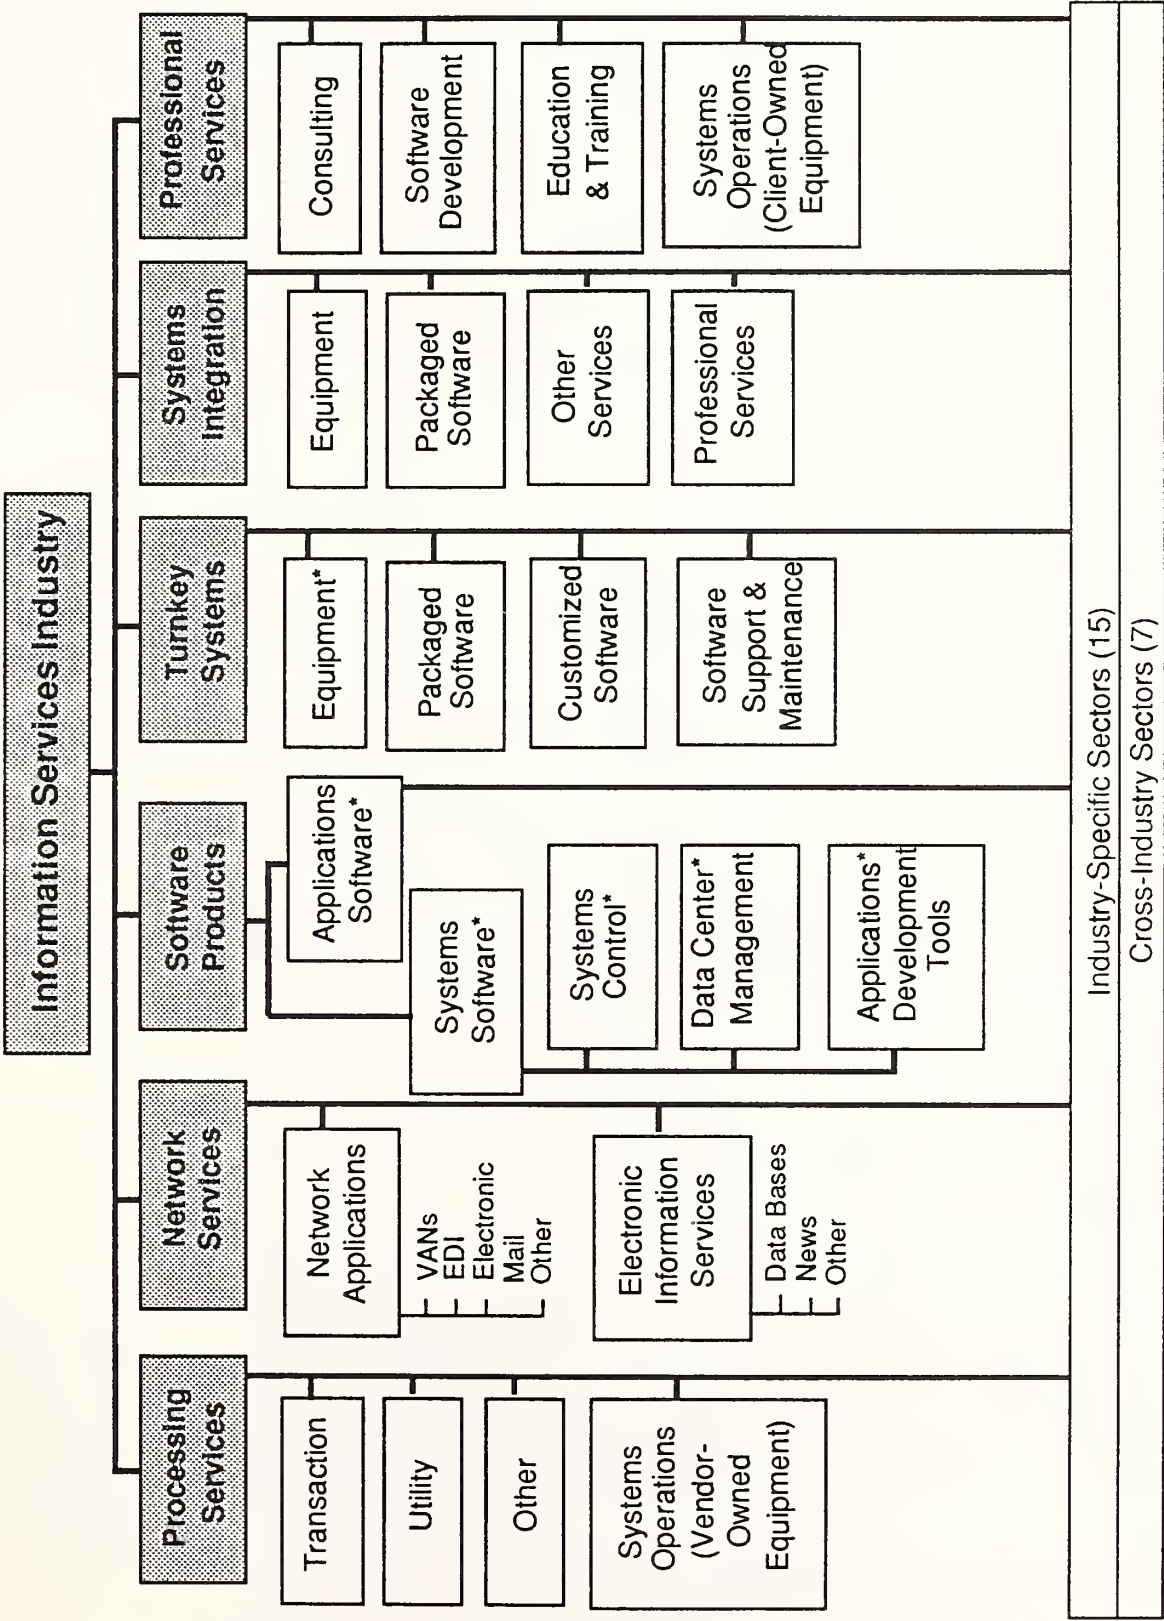 Information Services Industry
Processing
Services
Transaction
Utility
Other
Systems
Operations
(Vendor-
Owned
Equipment)
Network
Services
Network
Applications
VANs
EDI
Electronic
Mail
Other
Electronic
Information
Services
Data Bases
News
Other
Software
Products
Applications
Software*
Systems
Software*
Systems
Control*
Data Center*
Management
Applications*
Development
Tools
Turnkey
Systems
Equipment*
Packaged
Software
Customized
Software
Software
Support &
Maintenance
Systems
Integration
Equipment
Packaged
Software
Other
Services
Professional
Services
Professional
Services
Consulting
Software
Development
Education
& Training
Systems
Operations
(Client-Owned
Equipment)
Industry-Specific Sectors (15)
Cross-Industry Sectors (7)